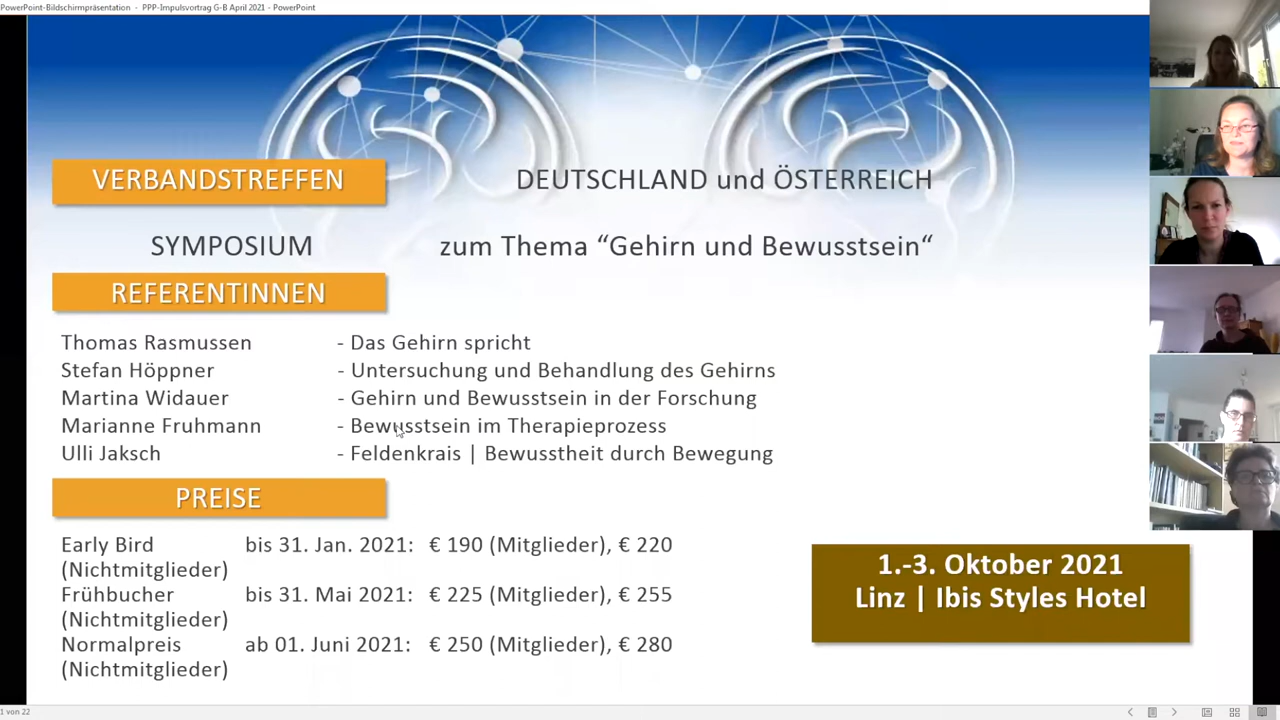 PowerPoint-Bildschirmpräsentation - PPP-Impulsvortrag G-B April 2021 - PowerPoint
VERBANDSTREFFEN DEUTSCHLAND und ÖSTERREICH
SYMPOSIUM zum Thema “Gehirn und Bewusstsein“
REFERENTINNEN
Thomas Rasmussen - Das Gehirn spricht
Stefan Höppner - Untersuchung und Behandlung des Gehirns
Martina Widauer - Gehirn und Bewusstsein in der Forschung
Marianne Fruhmann - Bewusstsein im Therapieprozess
Ulli Jaksch - Feldenkrais | Bewusstheit durch Bewegung
PREISE
Early Bird bis 31. Jan. 2021: € 190 (Mitglieder), € 220
(Nichtmitglieder)
Frühbucher bis 31. Mai 2021: € 225 (Mitglieder), € 255
(Nichtmitglieder)
Normalpreis ab 01. Juni 2021: € 250 (Mitglieder), € 280
(Nichtmitglieder)
1.-3. Oktober 2021
Linz | Ibis Styles Hotel
1 von 22